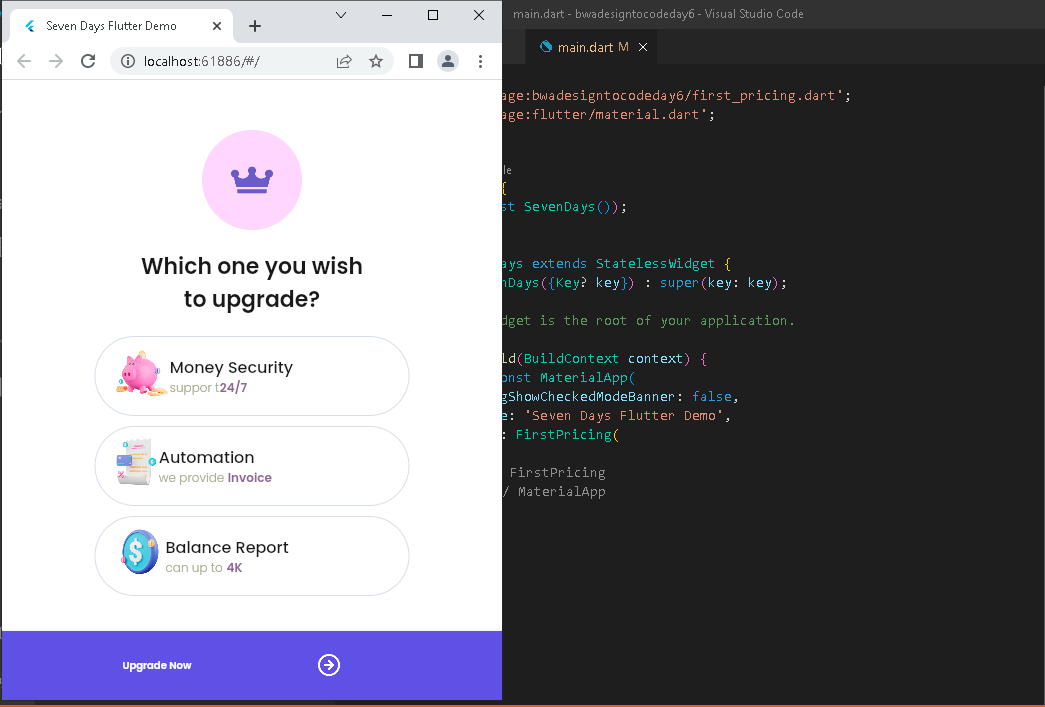 Seven Days Flutter Demo
localhost:61886/#/
Which one you wish
to upgrade?
Money Security
suppor t24/7
Automation
we provide Invoice
Balance Report
can up to 4K
Upgrade Now
main.dart - bwadesigntocodeday6 - Visual Studio Code
main.dart M
age:bwadesigntocodeday6/first_pricing.dart';
age:flutter/material.dart';
le
{
st SevenDays());
ays extends StatelessWidget {
nDays({Key? key}) : super(key: key);
dget is the root of your application.
ld(BuildContext context) {
onst MaterialApp(
gShowCheckedModeBanner: false,
e: 'Seven Days Flutter Demo',
: FirstPricing(
FirstPricing
/ MaterialApp